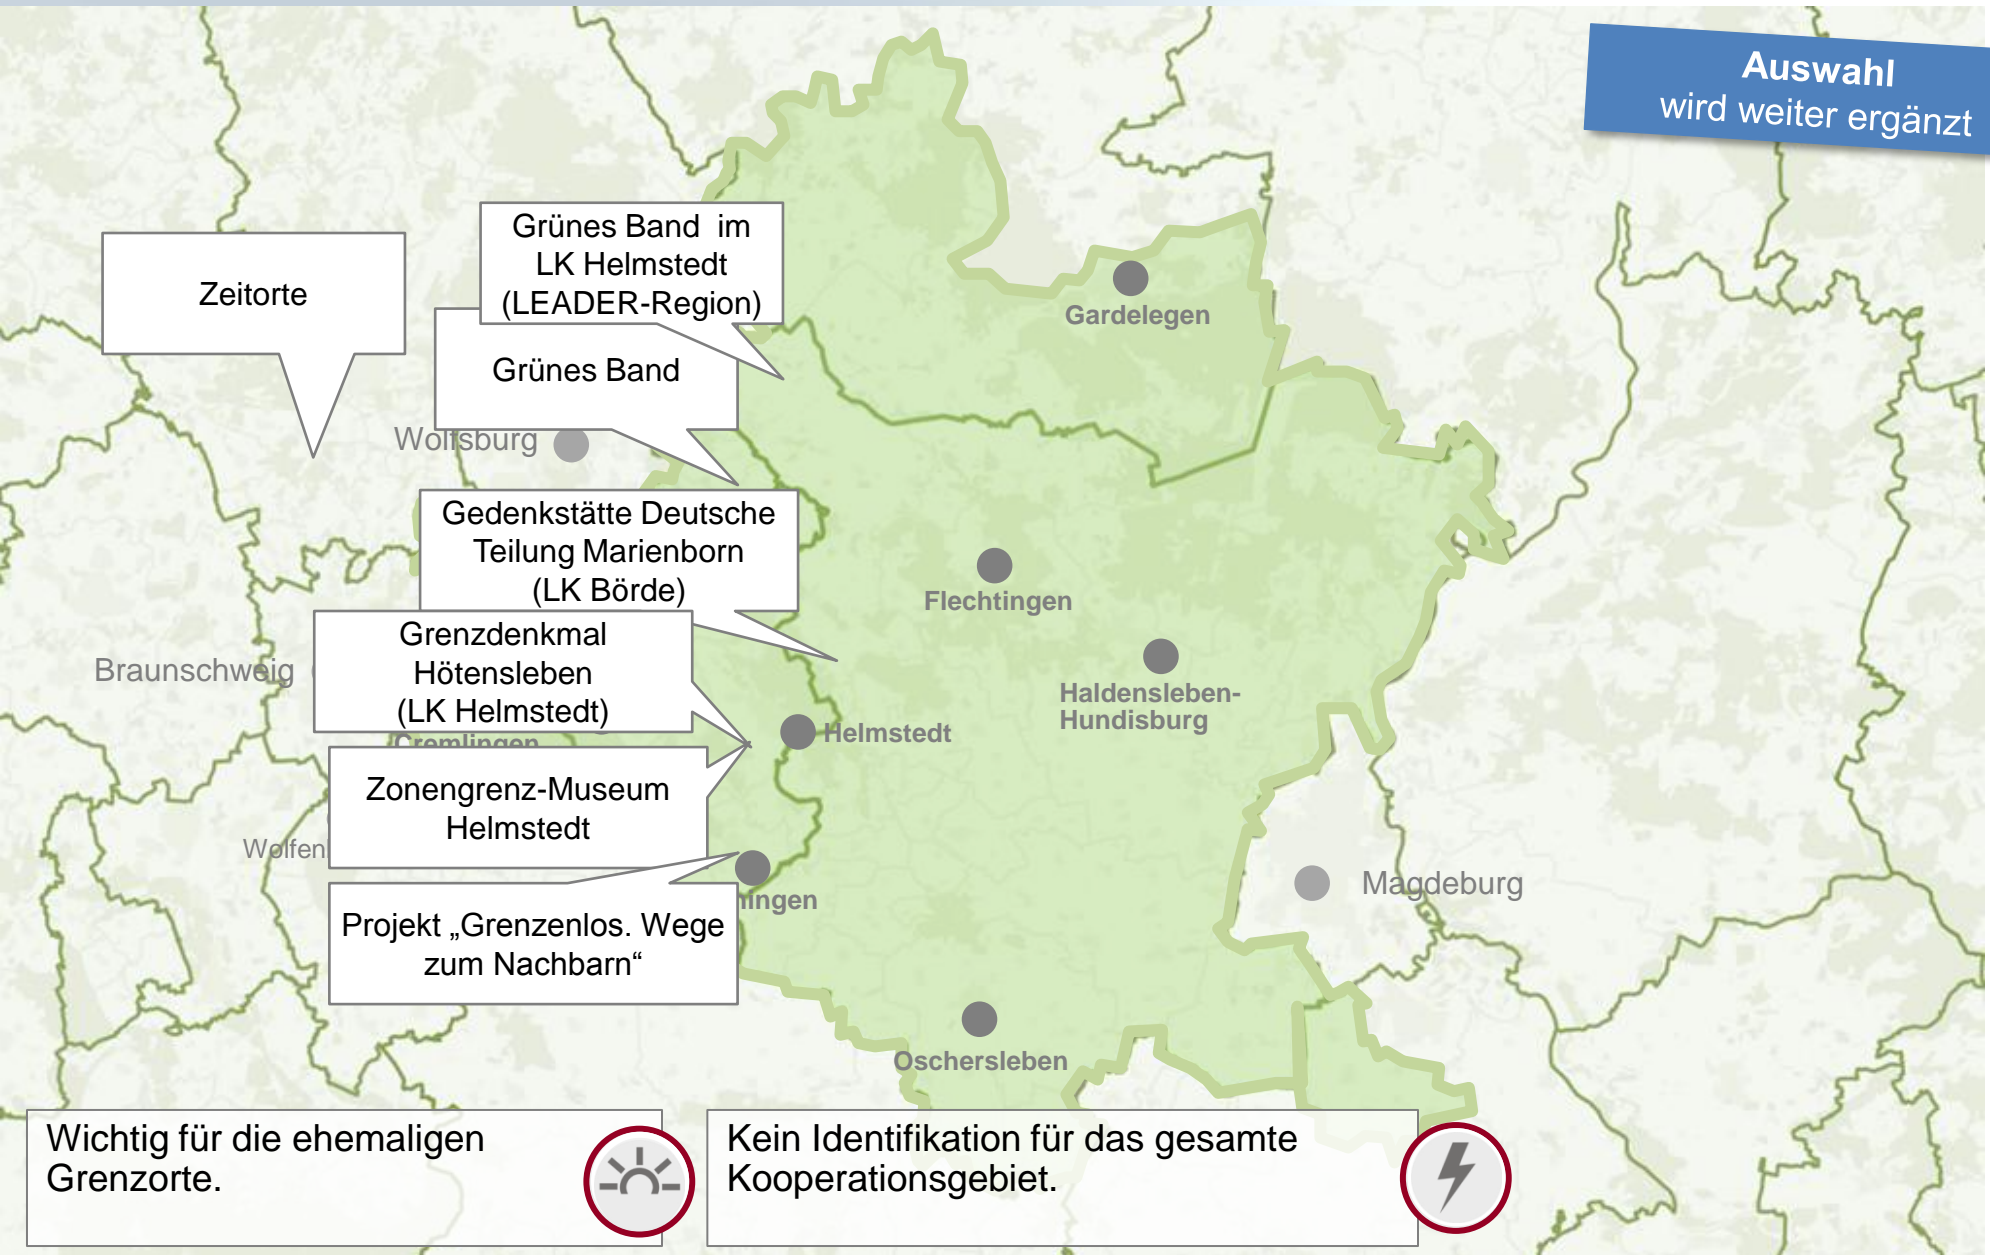 Auswahl
wird weiter ergänzt
Grünes Band im
LK Helmstedt
(LEADER-Region)
Zeitorte
Gardelegen
Grünes Band
Wolfsburg
Gedenkstätte Deutsche
Teilung Marienborn
(LK Börde)
Flechtingen
Grenzdenkmal
Hötensleben
(LK Helmstedt)
Braunschweig
Haldensleben-
Hundisburg
Helmstedt
Cremlingen
Zonengrenz-Museum
Helmstedt
Magdeburg
Projekt „Grenzenlos. Wege
zum Nachbarn“
Oschersleben
Wichtig für die ehemaligen
Grenzorte.
Kein Identifikation für das gesamte
Kooperationsgebiet.